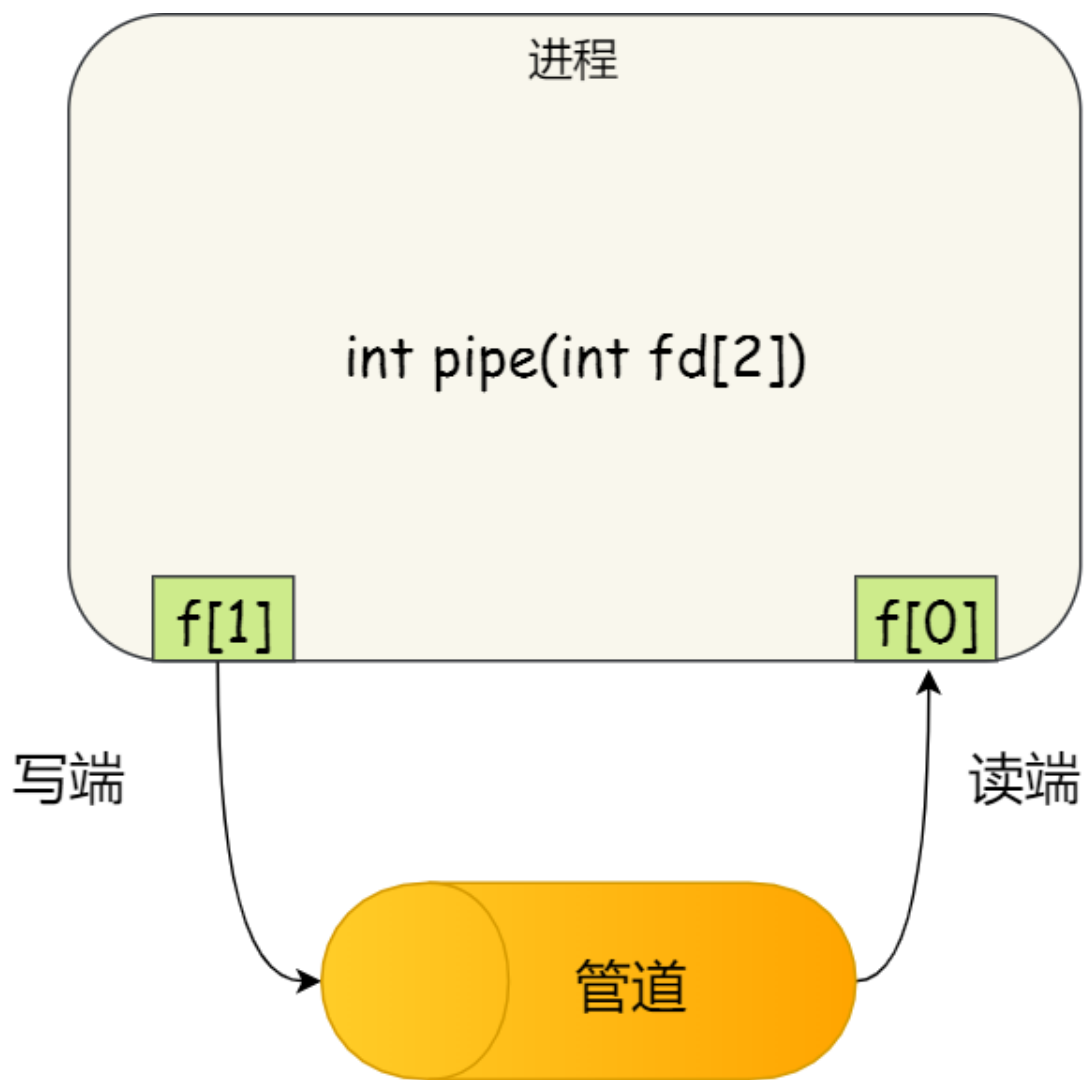 进程
int pipe(int fd[2])
f[1]
f[0]
写端
读端
管道